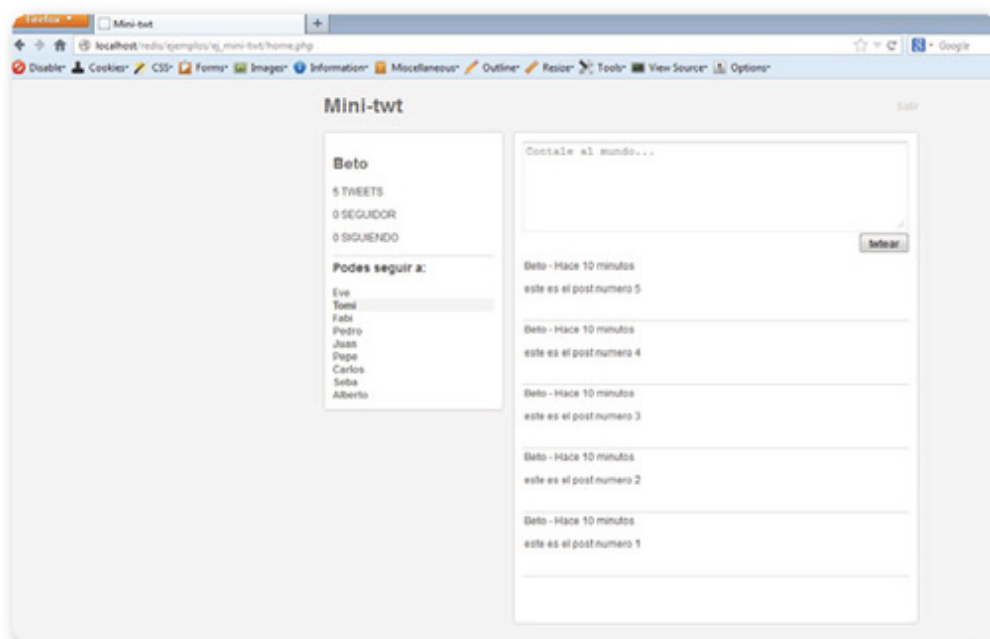 Firefox
Mini-twt
localhost/redis/ejemplos/ej_mini-twt/home.php
Google
Disable Cookies CSS Forms Images Information Miscellaneous Outline Resize Tools View Source Options
Mini-twt
Salir
Beto
5 TWEETS
0 SEGUIDOR
0 SIGUIENDO
Podes seguir a:
Eve
Tomi
Fabi
Pedro
Juan
Pepe
Carlos
Seba
Alberto
Contale al mundo...
twtear
Beto - Hace 10 minutos
este es el post numero 5
Beto - Hace 10 minutos
este es el post numero 4
Beto - Hace 10 minutos
este es el post numero 3
Beto - Hace 10 minutos
este es el post numero 2
Beto - Hace 10 minutos
este es el post numero 1